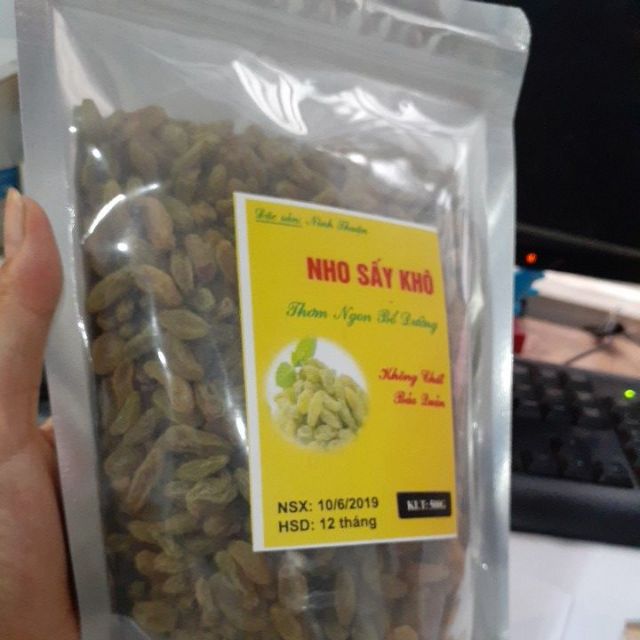 Đặc sản: Ninh Thuận
NHO SẤY KHÔ
Thơm Ngon Bổ Dưỡng
Không Chất
Bảo Quản
NSX: 10/6/2019
HSD: 12 tháng
KLT: 500G